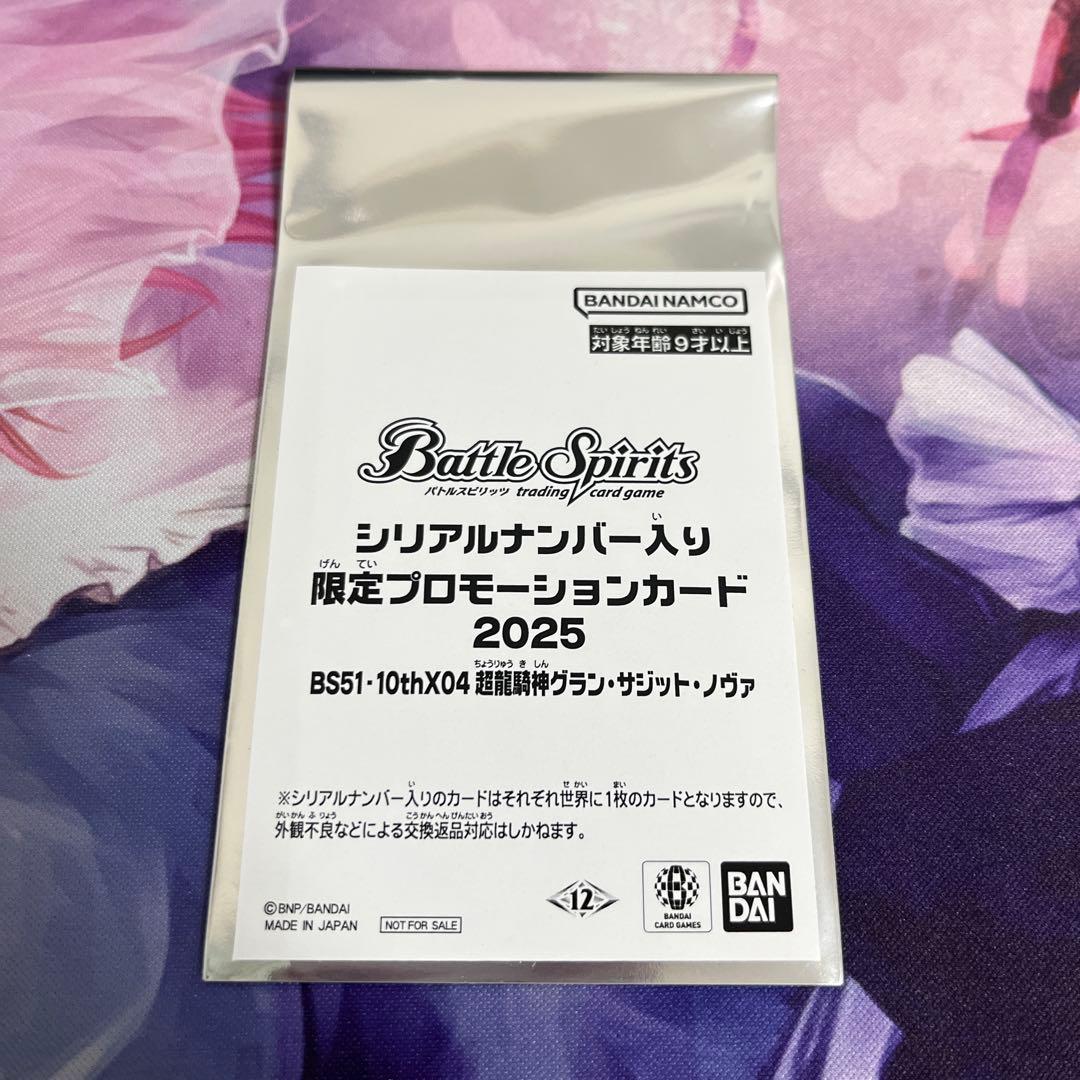 BANDAI NAMCO
たいしょうねんれい さいいじょう
対象年齢9才以上
Battle Spirits
バトルスピリッツ trading card game
い
シリアルナンバー入り
げんてい
限定プロモーションカード
2025
ちょうりゅうきしん
BS51-10thX04 超龍騎神グラン・サジット・ノヴァ
い せかい まい
※シリアルナンバー入りのカードはそれぞれ世界に1枚のカードとなりますので、
がいかんふりょう こうかんへんぴんたいおう
外観不良などによる交換返品対応はしかねます。
12
BANDAI
CARD GAMES
BAN
DAI
©BNP/BANDAI
MADE IN JAPAN NOT FOR SALE